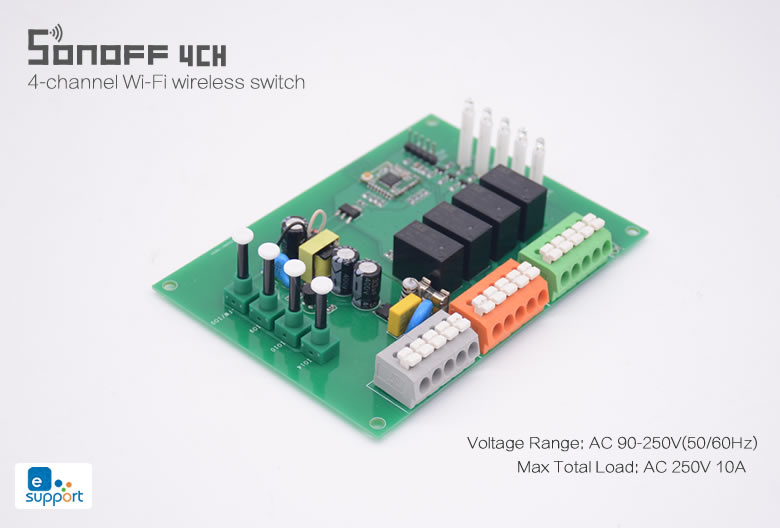 SONOFF 4CH
4-channel Wi-Fi wireless switch
Voltage Range: AC 90-250V(50/60Hz)
Max Total Load: AC 250V 10A
e
support